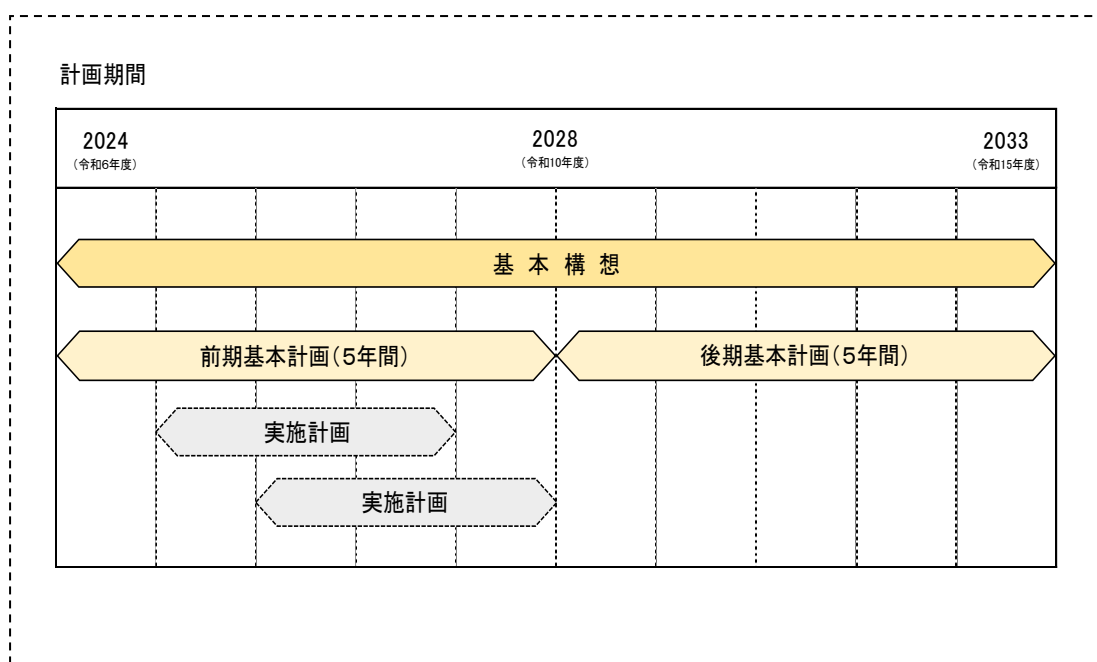 計画期間
2024
(令和6年度)
2028
(令和10年度)
2033
(令和15年度)
基 本 構 想
前期基本計画(5年間)
後期基本計画(5年間)
実施計画
実施計画